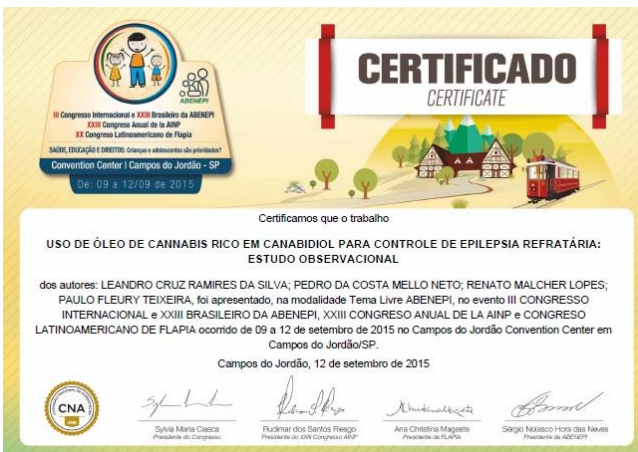 ABENEPI
III Congresso Internacional e XXIII Brasileiro da ABENEPI
XXIII Congreso Anual de la AINP
XX Congreso Latinoamericano de Flapia
SAÚDE, EDUCAÇÃO E DIREITOS: Crianças e adolescentes são prioridades?
Convention Center | Campos do Jordão - SP
De: 09 a 12/09 de 2015
CERTIFICADO
CERTIFICATE
Certificamos que o trabalho
USO DE ÓLEO DE CANNABIS RICO EM CANABIDIOL PARA CONTROLE DE EPILEPSIA REFRATÁRIA:
ESTUDO OBSERVACIONAL
dos autores: LEANDRO CRUZ RAMIRES DA SILVA; PEDRO DA COSTA MELLO NETO; RENATO MALCHER LOPES;
PAULO FLEURY TEIXEIRA, foi apresentado, na modalidade Tema Livre ABENEPI, no evento III CONGRESSO
INTERNACIONAL e XXIII BRASILEIRO DA ABENEPI, XXIII CONGRESO ANUAL DE LA AINP e CONGRESO
LATINOAMERICANO DE FLAPIA ocorrido de 09 a 12 de setembro de 2015 no Campos do Jordão Convention Center em
Campos do Jordão/SP.
Campos do Jordão, 12 de setembro de 2015
CNA
Sylvia Maria Ciasca
Presidente do Congresso
Rudimar dos Santos Riesgo
Presidente do XXIII Congresso AINP
Ana Christina Mageste
Presidente da FLAPIA
Sérgio Nolasco Hora das Neves
Presidente da ABENEPI